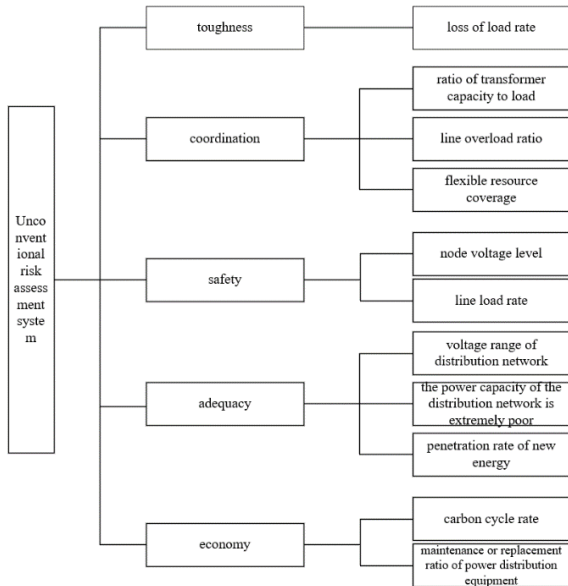 Unco
nvent
ional
risk
assess
ment
syste
m
toughness
loss of load rate
coordination
ratio of transformer
capacity to load
line overload ratio
flexible resource
coverage
safety
node voltage level
line load rate
adequacy
voltage range of
distribution network
the power capacity of the
distribution network is
extremely poor
penetration rate of new
energy
economy
carbon cycle rate
maintenance or replacement
ratio of power distribution
equipment